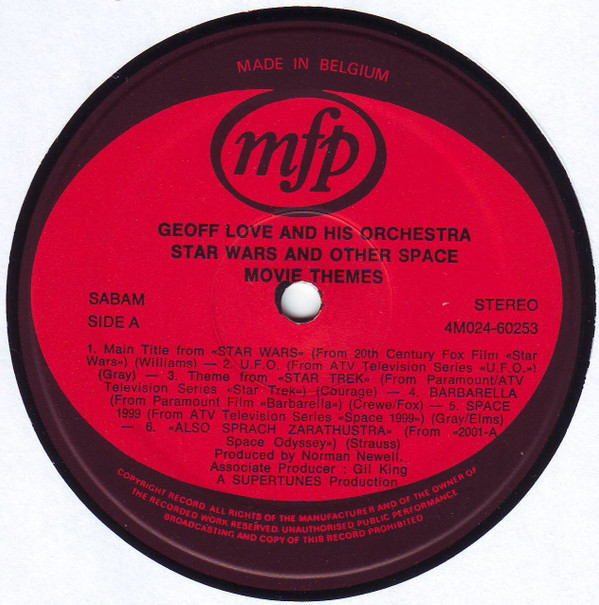 MADE IN BELGIUM
mfp
GEOFF LOVE AND HIS ORCHESTRA
STAR WARS AND OTHER SPACE
MOVIE THEMES
SABAM
STEREO
SIDE A
4M024-60253
1. Main Title from «STAR WARS» (From 20th Century Fox Film «Star
Wars») (Williams) — 2. U.F.O. (From ATV Television Series «U.F.O.»)
(Gray) — 3. Theme from «STAR TREK» (From Paramount/ATV
Television Series «Star Trek») (Courage) — 4. BARBARELLA
(From Paramount Film «Barbarella») (Crewe/Fox) — 5. SPACE
1999 (From ATV Television Series «Space 1999») (Gray/Elms)
— 6. «ALSO SPRACH ZARATHUSTRA» (From «2001-A
Space Odyssey») (Strauss)
Produced by Norman Newell.
Associate Producer : Gil King
A SUPERTUNES Production
COPYRIGHT RECORD. ALL RIGHTS OF THE MANUFACTURER AND OF THE OWNER OF
THE RECORDED WORK RESERVED. UNAUTHORISED PUBLIC PERFORMANCE
BROADCASTING AND COPY OF THIS RECORD PROHIBITED